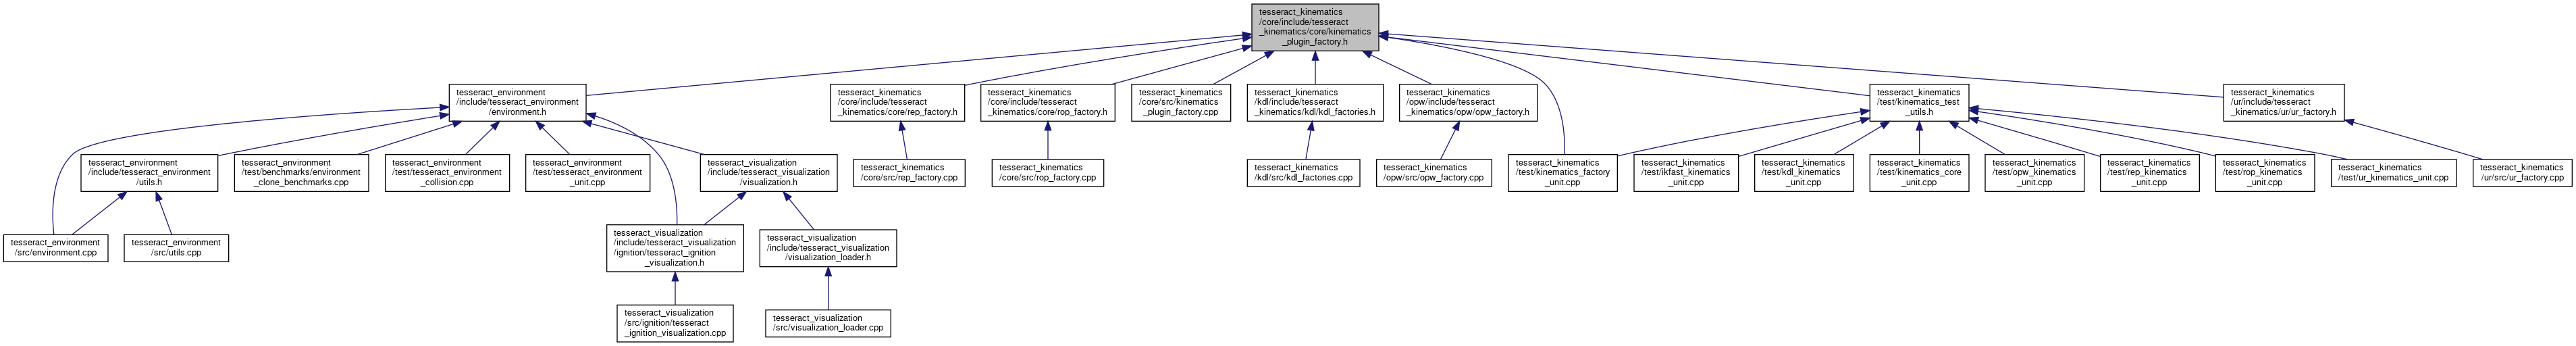 tesseract_kinematics
/core/include/tesseract
_kinematics/core/kinematics
_plugin_factory.h
tesseract_environment
/include/tesseract_environment
/environment.h
tesseract_kinematics
/core/include/tesseract
_kinematics/core/rep_factory.h
tesseract_kinematics
/core/include/tesseract
_kinematics/core/rop_factory.h
tesseract_kinematics
/core/src/kinematics
_plugin_factory.cpp
tesseract_kinematics
/kdl/include/tesseract
_kinematics/kdl/kdl_factories.h
tesseract_kinematics
/opw/include/tesseract
_kinematics/opw/opw_factory.h
tesseract_kinematics
/test/kinematics_test
_utils.h
tesseract_kinematics
/ur/include/tesseract
_kinematics/ur/ur_factory.h
tesseract_environment
/include/tesseract_environment
/utils.h
tesseract_environment
/test/benchmarks/environment
_clone_benchmarks.cpp
tesseract_environment
/test/tesseract_environment
_collision.cpp
tesseract_environment
/test/tesseract_environment
_unit.cpp
tesseract_visualization
/include/tesseract_visualization
/visualization.h
tesseract_kinematics
/core/src/rep_factory.cpp
tesseract_kinematics
/core/src/rop_factory.cpp
tesseract_kinematics
/kdl/src/kdl_factories.cpp
tesseract_kinematics
/opw/src/opw_factory.cpp
tesseract_kinematics
/test/kinematics_factory
_unit.cpp
tesseract_kinematics
/test/ikfast_kinematics
_unit.cpp
tesseract_kinematics
/test/kdl_kinematics
_unit.cpp
tesseract_kinematics
/test/kinematics_core
_unit.cpp
tesseract_kinematics
/test/opw_kinematics
_unit.cpp
tesseract_kinematics
/test/rep_kinematics
_unit.cpp
tesseract_kinematics
/test/rop_kinematics
_unit.cpp
tesseract_kinematics
/test/ur_kinematics_unit.cpp
tesseract_kinematics
/ur/src/ur_factory.cpp
tesseract_environment
/src/environment.cpp
tesseract_environment
/src/utils.cpp
tesseract_visualization
/include/tesseract_visualization
/ignition/tesseract_ignition
_visualization.h
tesseract_visualization
/include/tesseract_visualization
/visualization_loader.h
tesseract_visualization
/src/ignition/tesseract
_ignition_visualization.cpp
tesseract_visualization
/src/visualization_loader.cpp